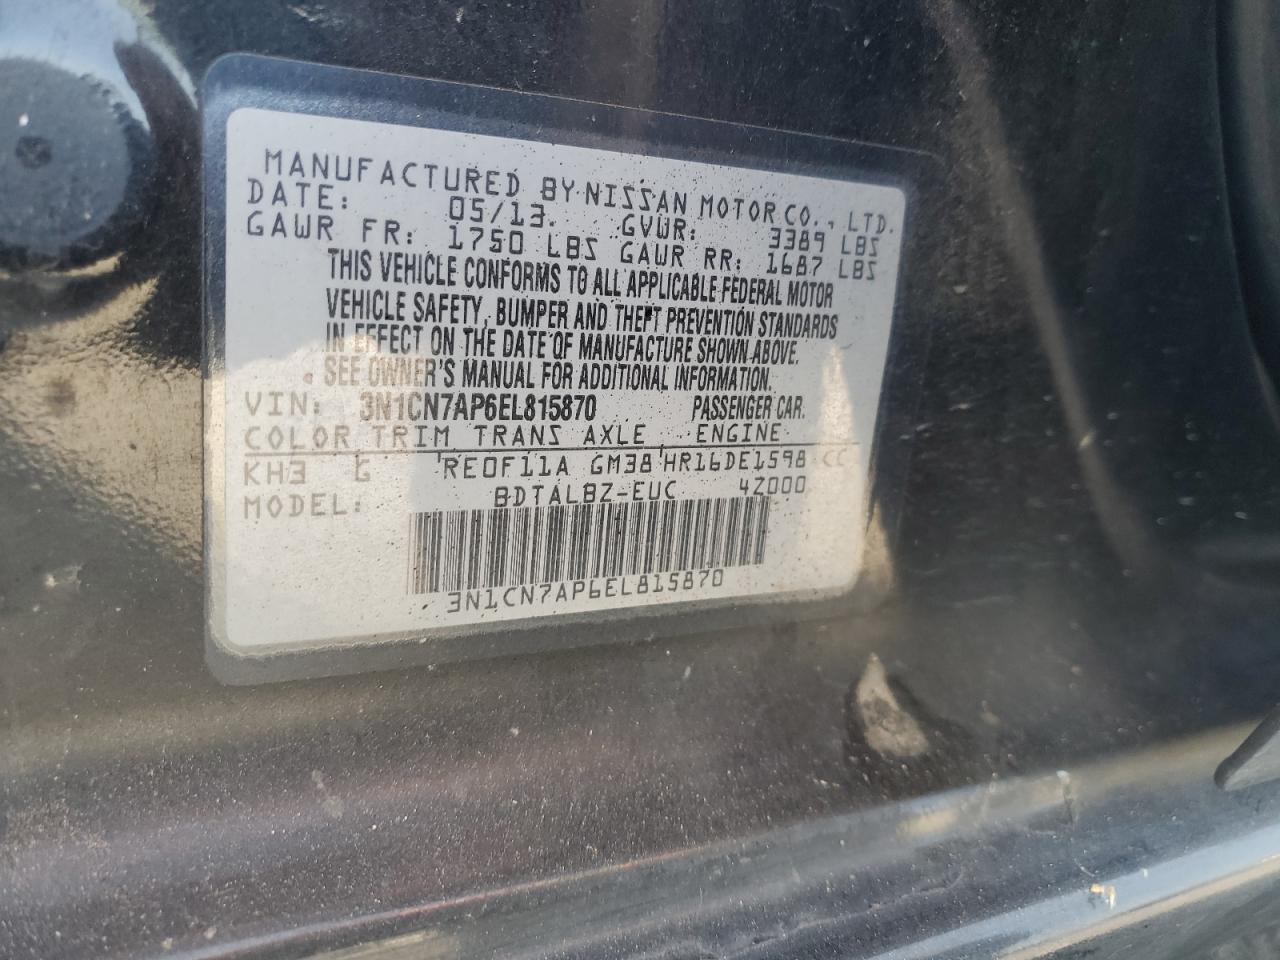 MANUFACTURED BY NISSAN MOTOR CO., LTD.
DATE: 05/13 GVWR: 3389 LBS
GAWR FR: 1750 LBS GAWR RR: 1687 LBS
THIS VEHICLE CONFORMS TO ALL APPLICABLE FEDERAL MOTOR
VEHICLE SAFETY, BUMPER AND THEFT PREVENTION STANDARDS
IN EFFECT ON THE DATE OF MANUFACTURE SHOWN ABOVE.
SEE OWNER'S MANUAL FOR ADDITIONAL INFORMATION.
VIN: 3N1CN7AP6EL815870 PASSENGER CAR.
COLOR TRIM TRANS AXLE ENGINE
KH3 G RE0F11A GM38 HR16DE1598 CC
MODEL: BDTALBZ-EUC 4Z000
3N1CN7AP6EL815870